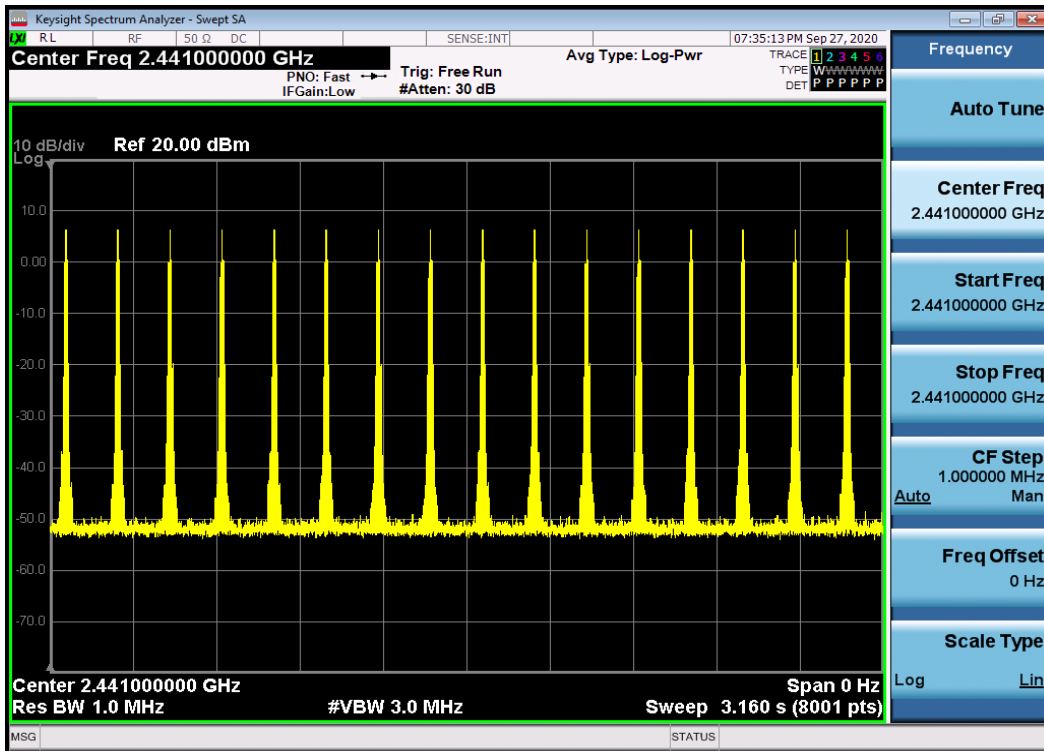 Keysight Spectrum Analyzer - Swept SA
LXI RL RF 50 Ω DC SENSE:INT 07:35:13 PM Sep 27, 2020
Center Freq 2.441000000 GHz
PNO: Fast
IFGain:Low
Trig: Free Run
#Atten: 30 dB
Avg Type: Log-Pwr
TRACE 1 2 3 4 5 6
TYPE WWWWWW
DET P P P P P P
10 dB/div Ref 20.00 dBm
Log
10.0
0.00
-10.0
-20.0
-30.0
-40.0
-50.0
-60.0
-70.0
Center 2.441000000 GHz Span 0 Hz
Res BW 1.0 MHz #VBW 3.0 MHz Sweep 3.160 s (8001 pts)
MSG STATUS
Frequency
Auto Tune
Center Freq
2.441000000 GHz
Start Freq
2.441000000 GHz
Stop Freq
2.441000000 GHz
CF Step
1.000000 MHz
Auto Man
Freq Offset
0 Hz
Scale Type
Log Lin